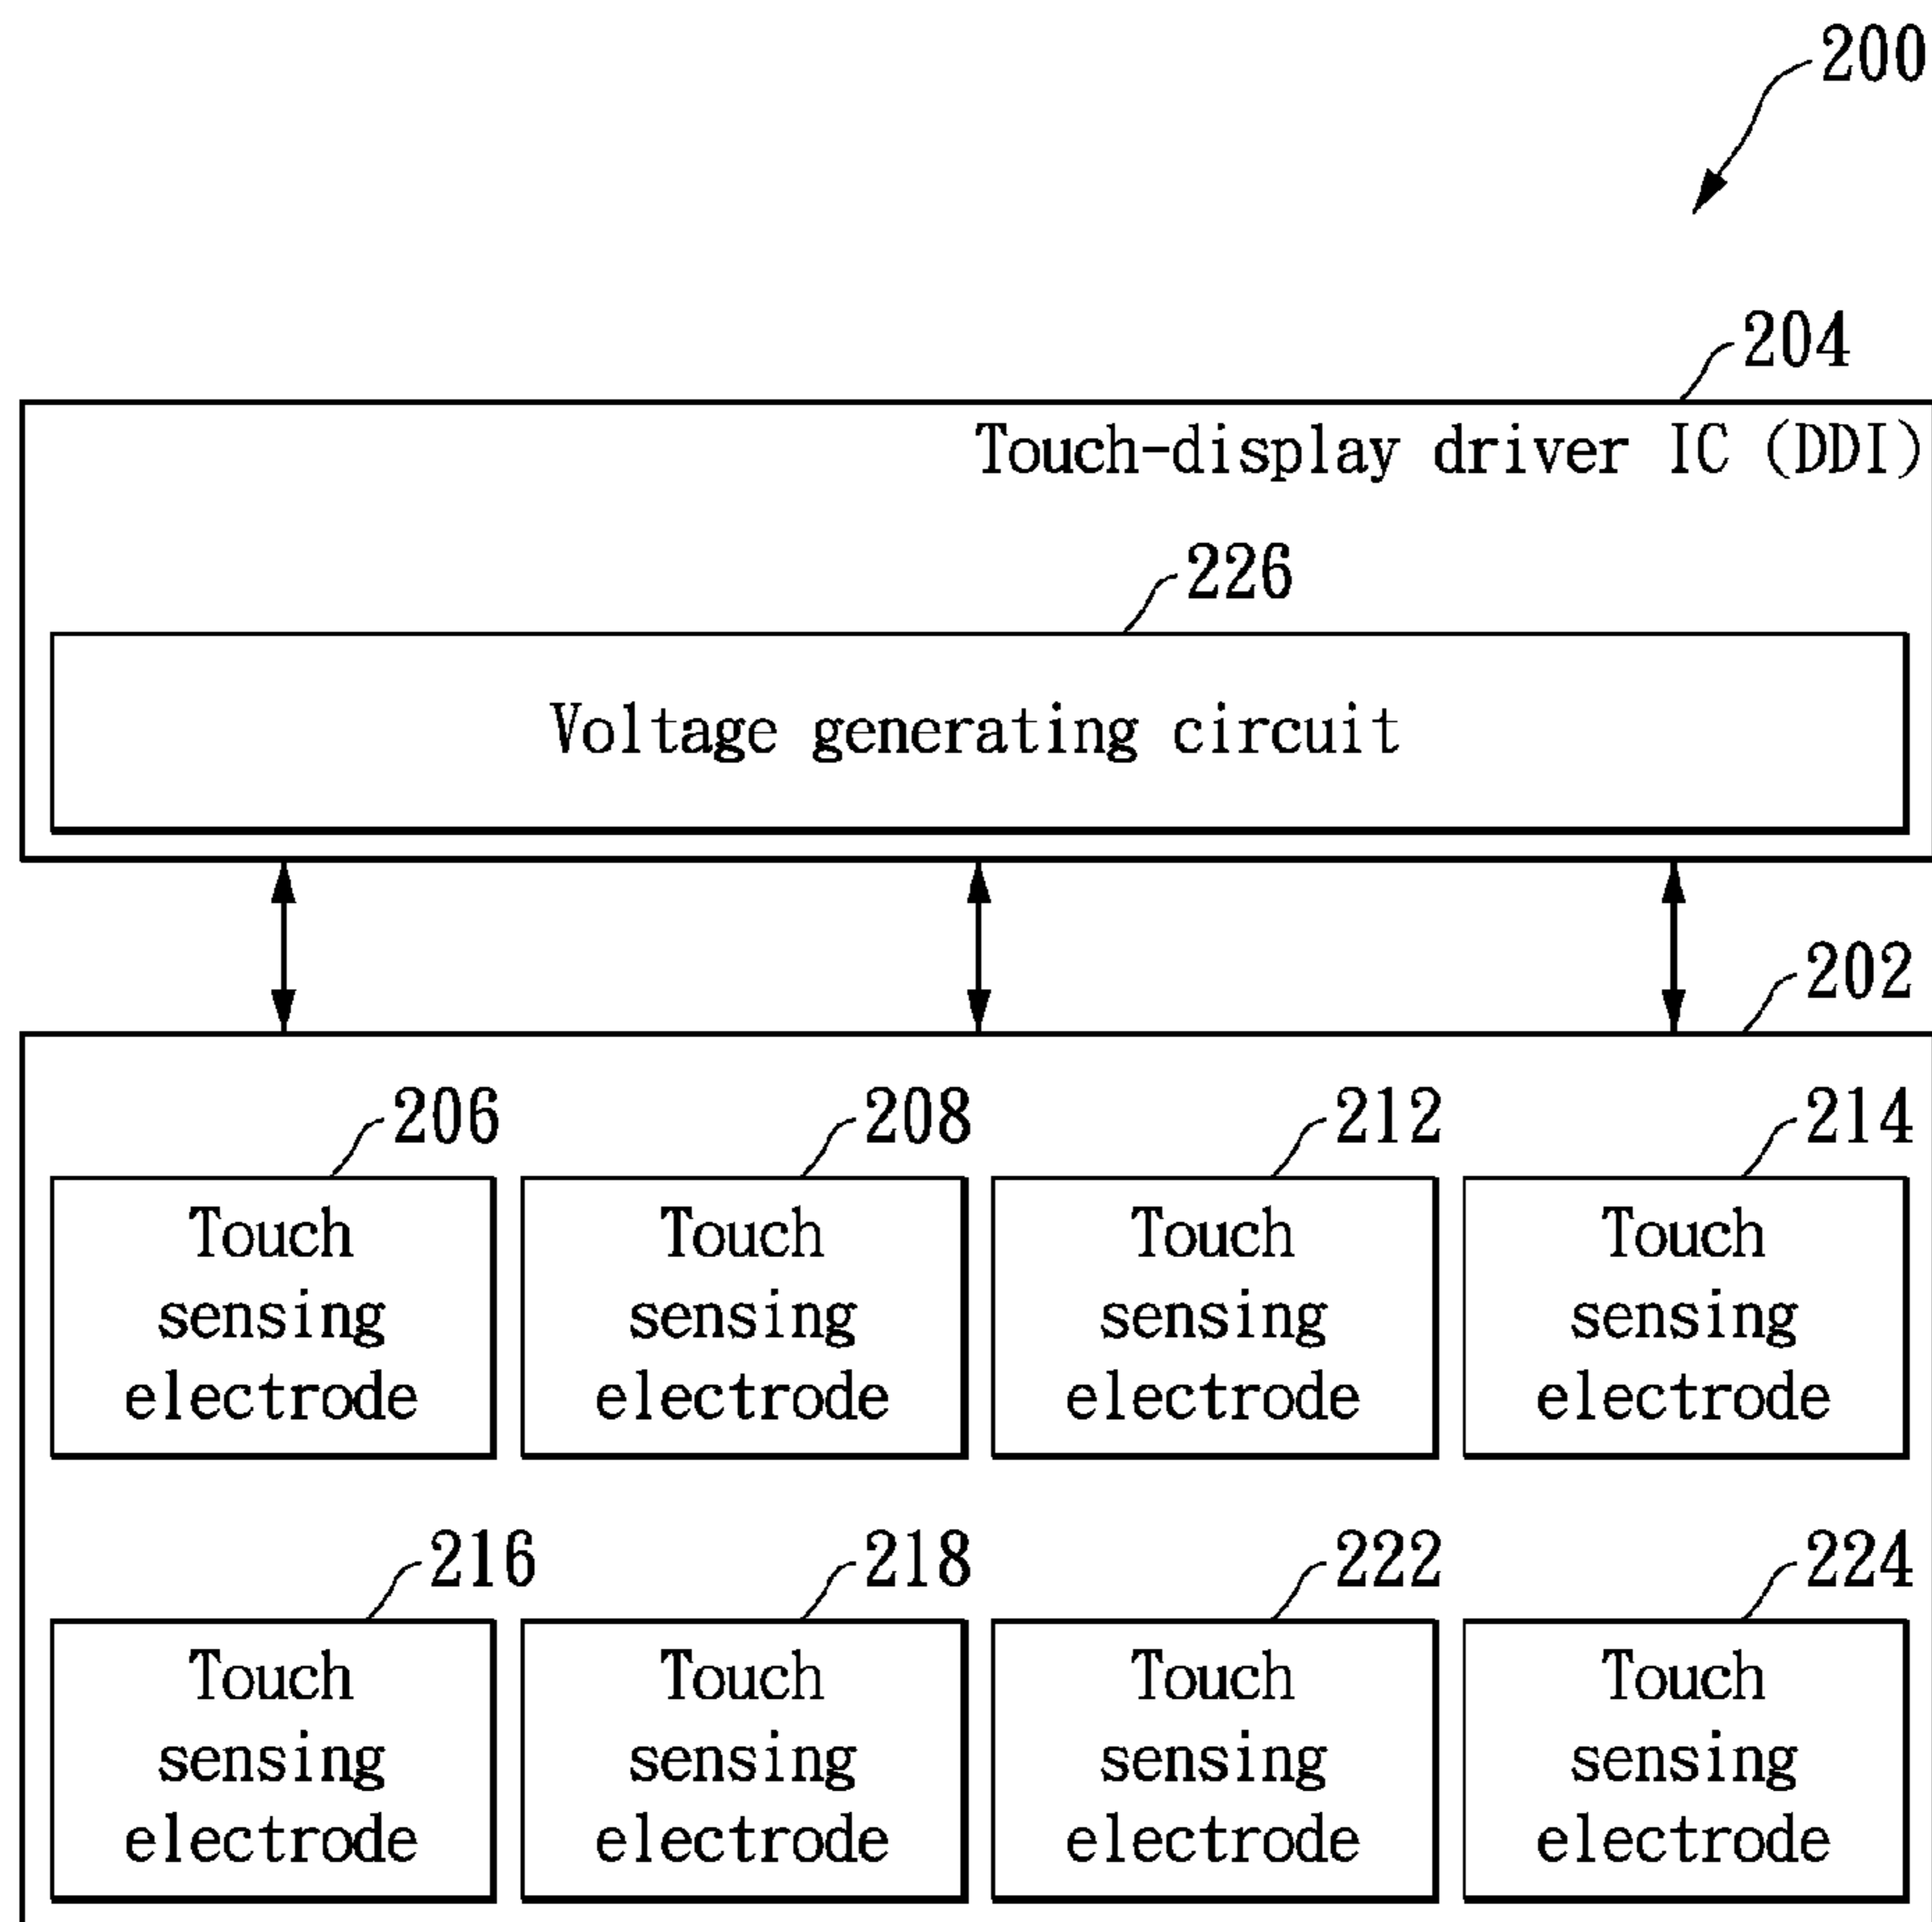 200
204
Touch-display driver IC (DDI)
226
Voltage generating circuit
202
206
208
212
214
Touch
sensing
electrode
Touch
sensing
electrode
Touch
sensing
electrode
Touch
sensing
electrode
216
218
222
224
Touch
sensing
electrode
Touch
sensing
electrode
Touch
sensing
electrode
Touch
sensing
electrode